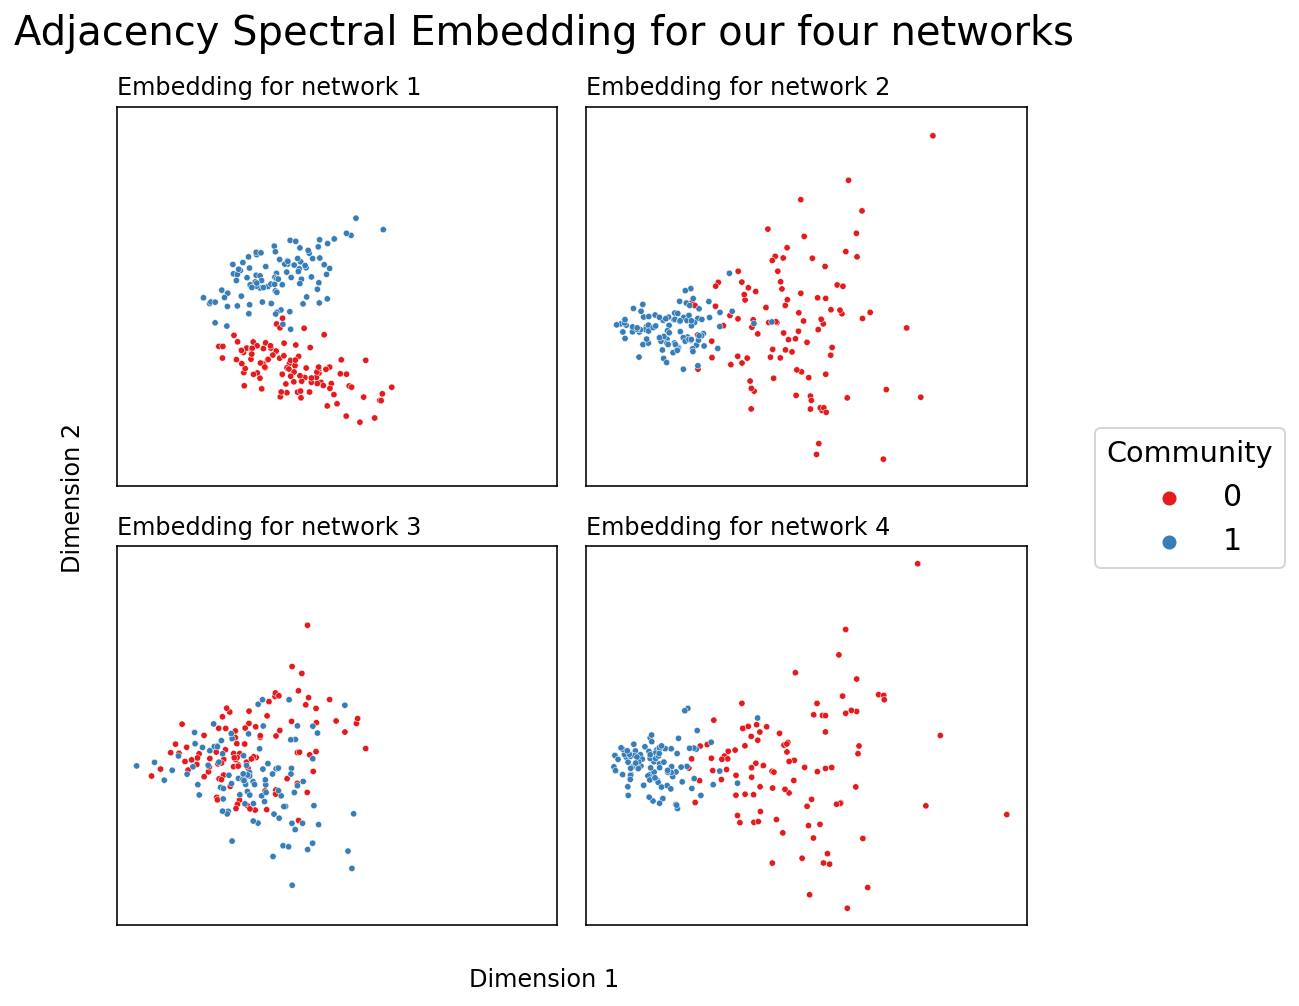 Adjacency Spectral Embedding for our four networks
Embedding for network 1
Embedding for network 2
Dimension 2
Community
0
1
Embedding for network 3
Embedding for network 4
Dimension 1